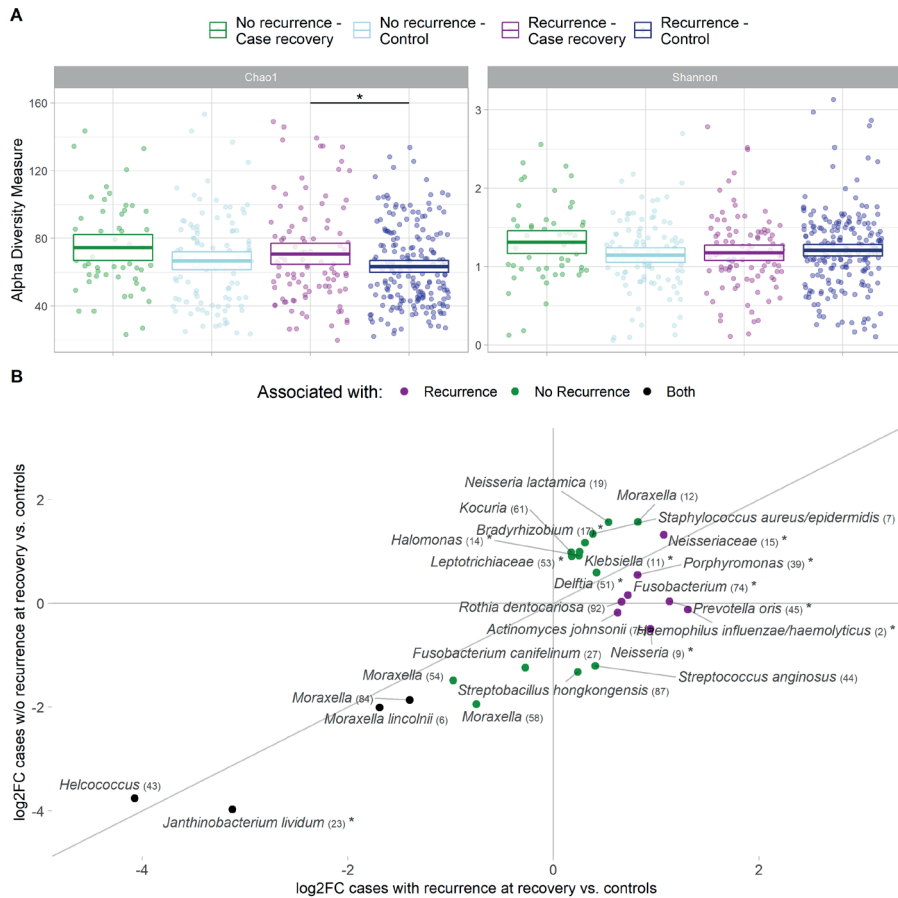 A
No recurrence -
Case recovery
No recurrence -
Control
Recurrence -
Case recovery
Recurrence -
Control
Chao1
Shannon
Alpha Diversity Measure
160
120
80
40
*
3
2
1
0
B
Associated with:
Recurrence
No Recurrence
Both
log2FC cases w/o recurrence at recovery vs. controls
2
0
-2
-4
Neisseria lactamica (19)
Moraxella (12)
Kocuria (61)
Staphylococcus aureus/epidermidis (7)
Bradyrhizobium (17) *
Halomonas (14) *
Neisseriaceae (15) *
Leptotrichiaceae (53) *
Klebsiella (11) *
Porphyromonas (39) *
Delftia (51) *
Fusobacterium (74) *
Rothia dentocariosa (92)
Prevotella oris (45) *
Actinomyces johnsonii
Haemophilus influenzae/haemolyticus (2) *
Fusobacterium canifelinum (27)
Neisseria (9) *
Moraxella (54)
Streptobacillus hongkongensis (87)
Streptococcus anginosus (44)
Moraxella (84)
Moraxella lincolnii (6)
Moraxella (58)
Helcococcus (43)
Janthinobacterium lividum (23) *
-4
-2
0
2
log2FC cases with recurrence at recovery vs. controls